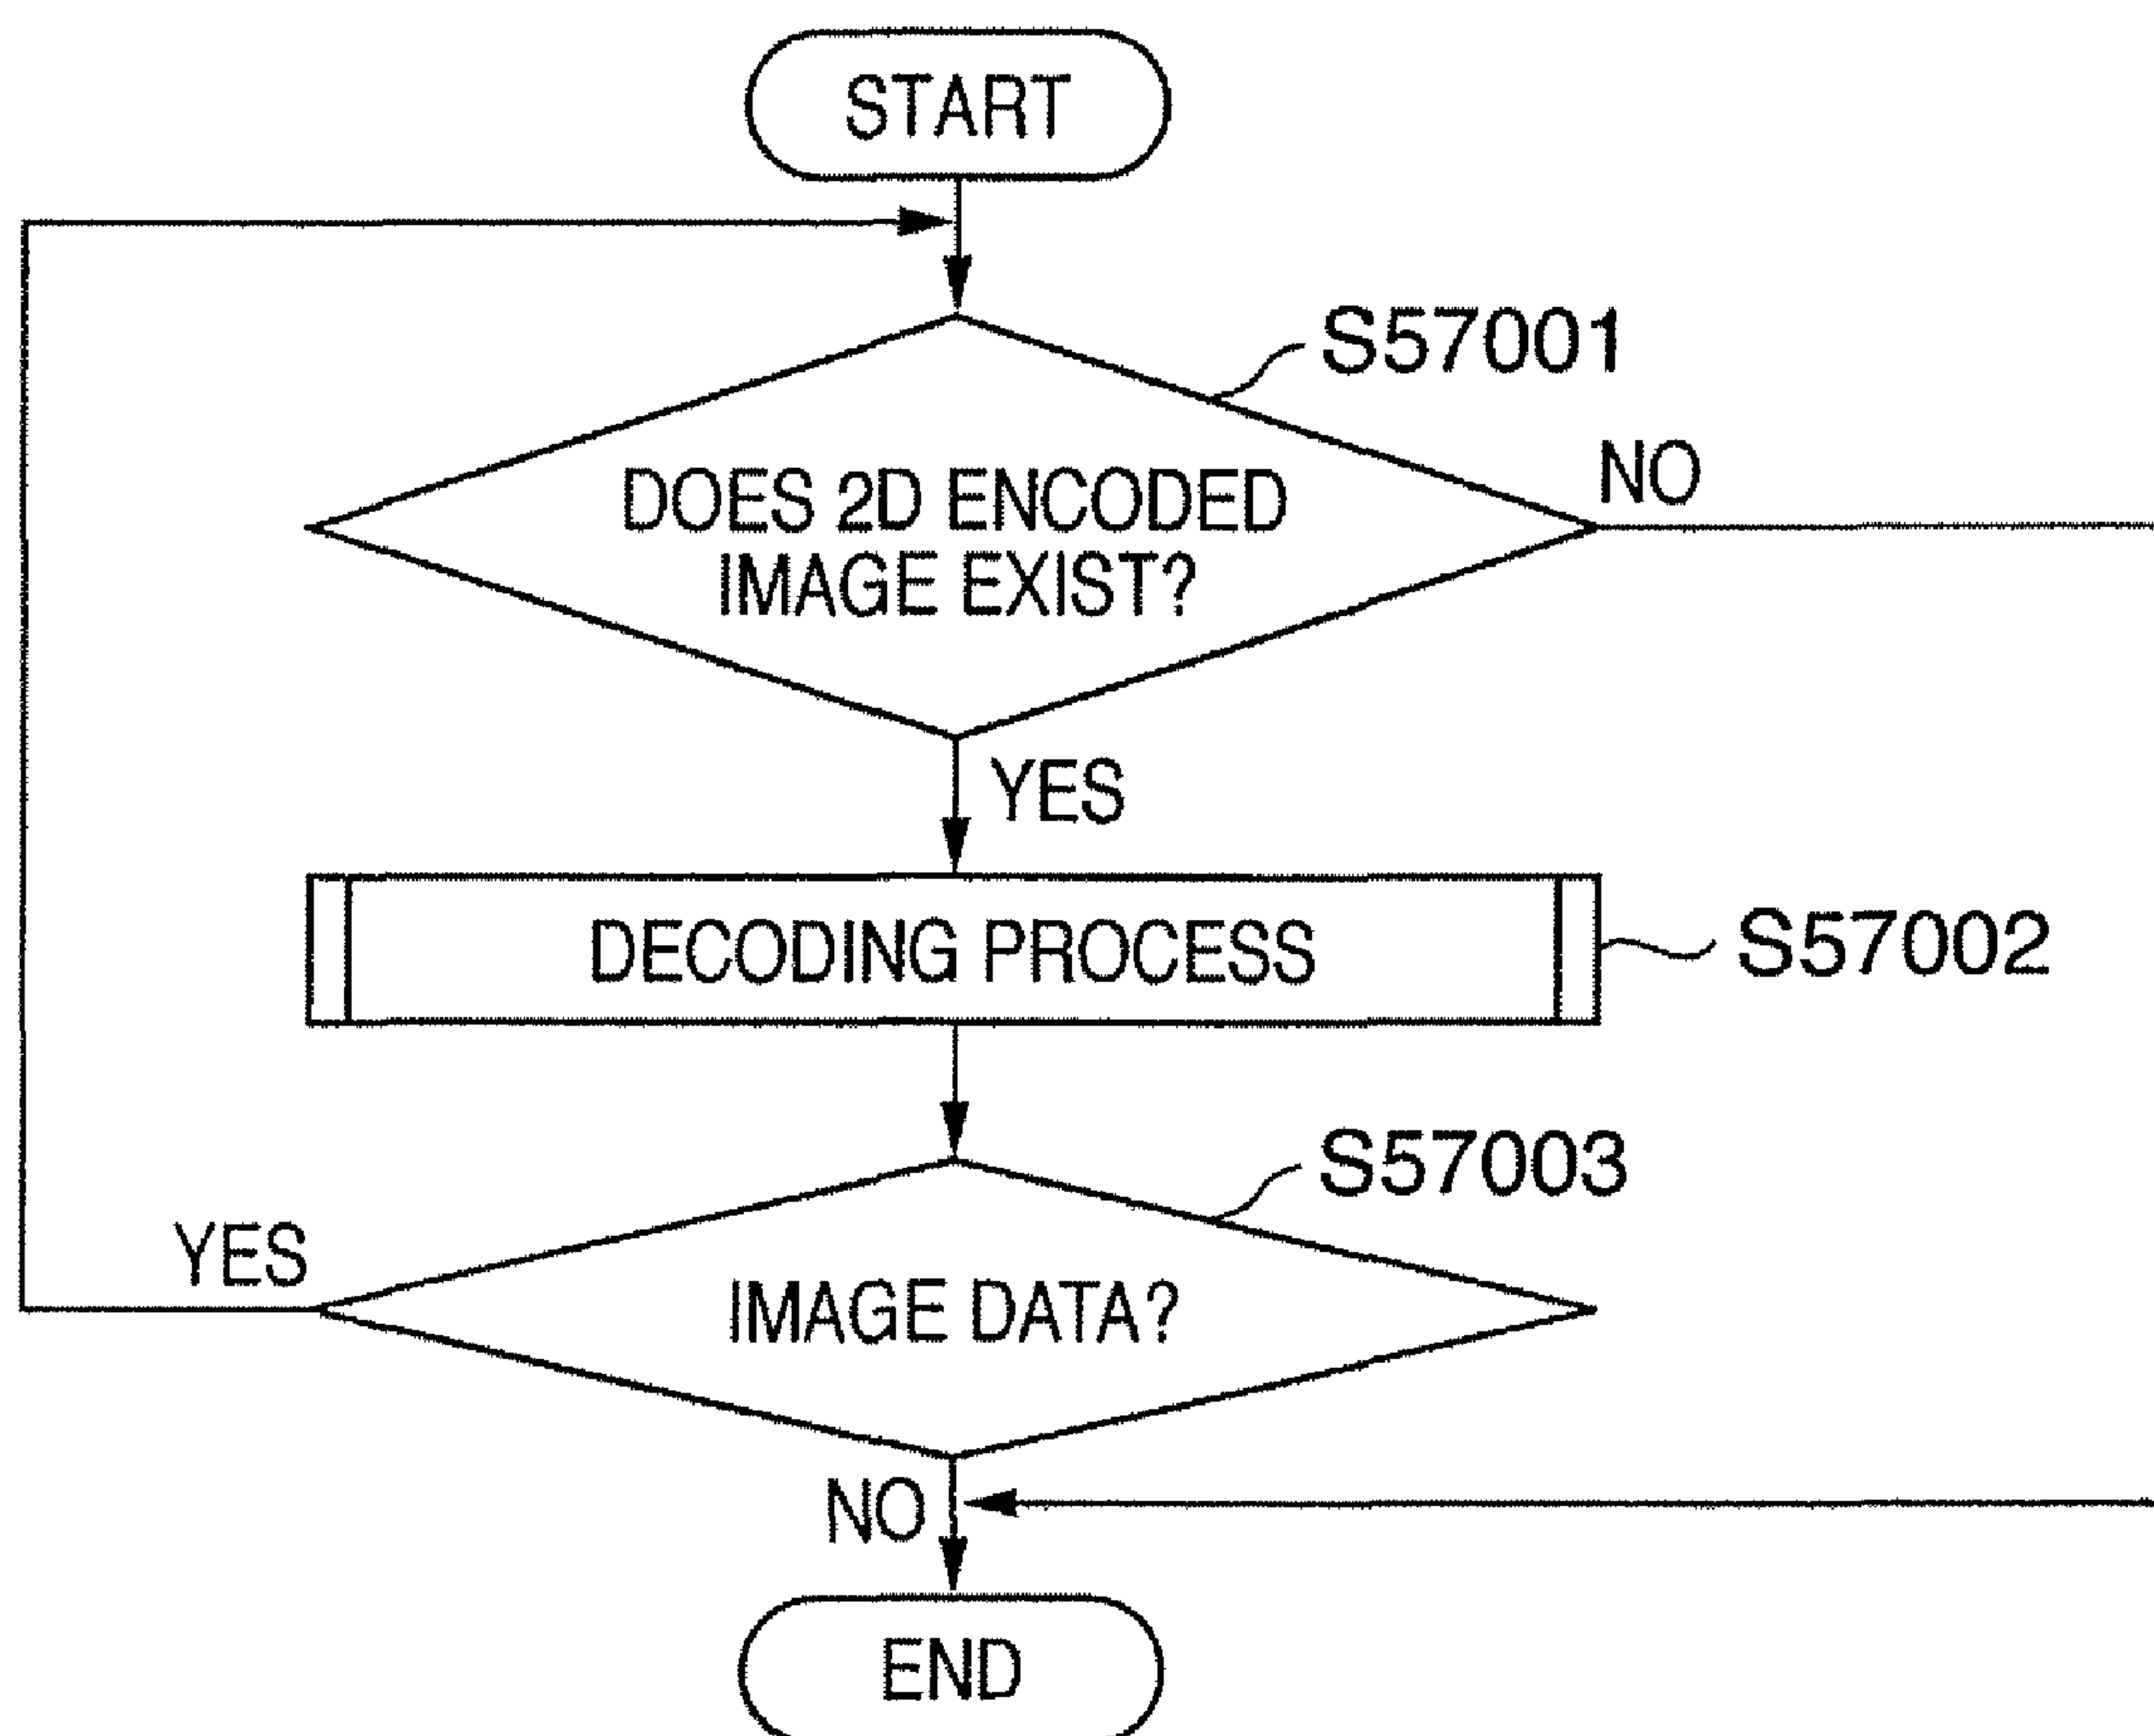 START
S57001
NO
DOES 2D ENCODED
IMAGE EXIST?
YES
DECODING PROCESS
S57002
S57003
YES
IMAGE DATA?
NO
END